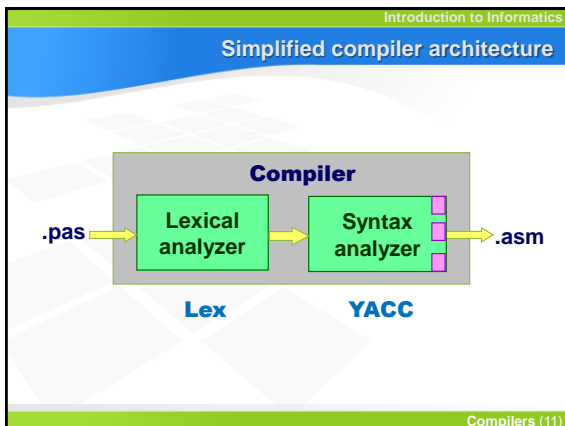 Introduction to Informatics
Simplified compiler architecture
Compiler
.pas
Lexical
analyzer
Syntax
analyzer
.asm
Lex
YACC
Compilers (11)